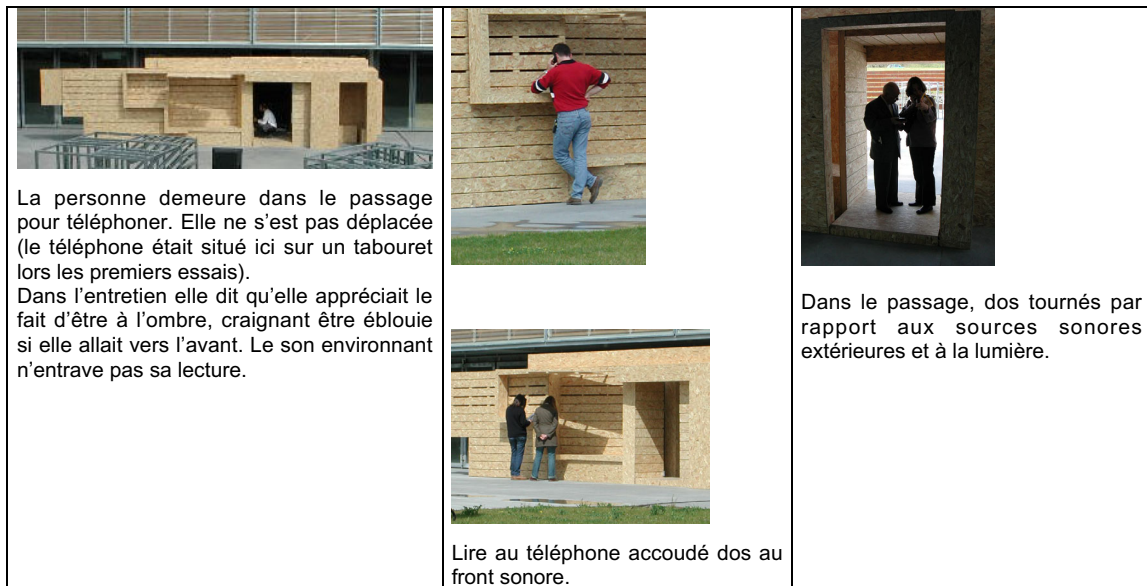 La personne demeure dans le passage
pour téléphoner. Elle ne s'est pas déplacée
(le téléphone était situé ici sur un tabouret
lors les premiers essais).
Dans l'entretien elle dit qu'elle appréciait le
fait d'être à l'ombre, craignant être éblouie
si elle allait vers l'avant. Le son environnant
n'entrave pas sa lecture.
Lire au téléphone accoudé dos au
front sonore.
Dans le passage, dos tournés par
rapport aux sources sonores
extérieures et à la lumière.